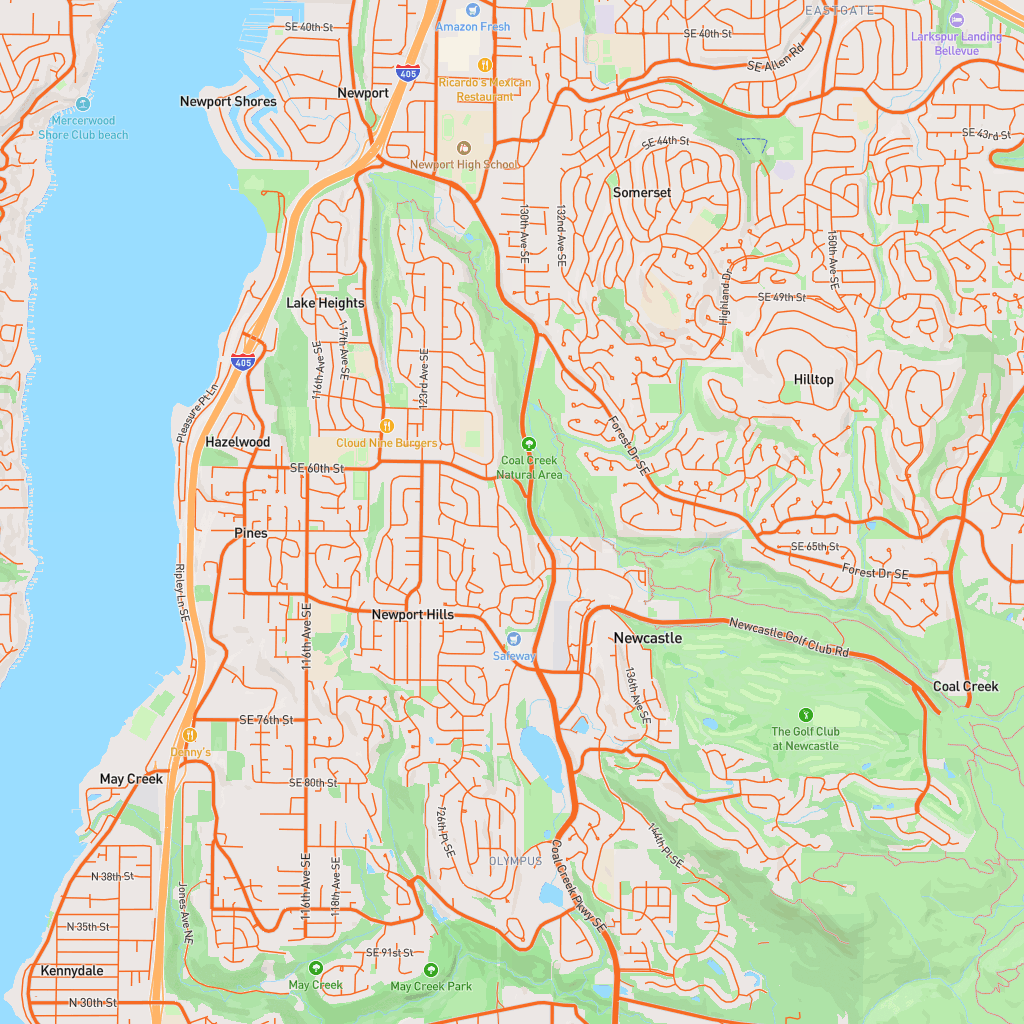 EASTGATE
Amazon Fresh
SE 40th St
SE 40th St
Larkspur Landing
Bellevue
SE Allen Rd
405
Ricardo's Mexican
Restaurant
Newport
Newport Shores
Mercerwood
Shore Club beach
SE 43rd St
SE 44th St
Newport High School
Somerset
130th Ave SE
132nd Ave SE
150th Ave SE
Highland Dr
SE 49th St
Lake Heights
117th Ave SE
116th Ave SE
123rd Ave SE
405
Hilltop
Pleasure Pt Ln
Cloud Nine Burgers
Hazelwood
Forest Dr SE
Coal Creek
Natural Area
SE 60th St
Pines
SE 65th St
Forest Dr SE
Ripley Ln SE
Newport Hills
116th Ave SE
Newcastle
Newcastle Golf Club Rd
Safeway
136th Ave SE
Coal Creek
SE 76th St
The Golf Club
at Newcastle
Denny's
May Creek
SE 80th St
126th Pl SE
144th Pl SE
OLYMPUS
Coal Creek Pkwy SE
N 38th St
116th Ave SE
118th Ave SE
Jones Ave NE
N 35th St
SE 91st St
Kennydale
May Creek
May Creek Park
N 30th St